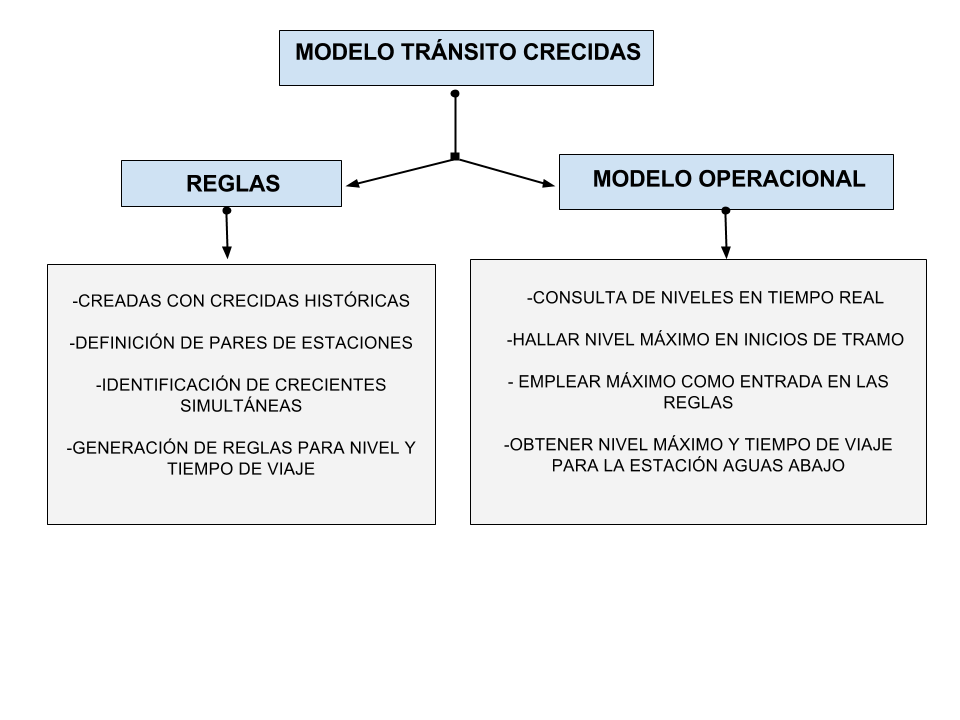 MODELO TRÁNSITO CRECIDAS
REGLAS
-CREADAS CON CRECIDAS HISTÓRICAS
-DEFINICIÓN DE PARES DE ESTACIONES
-IDENTIFICACIÓN DE CRECIENTES
SIMULTÁNEAS
-GENERACIÓN DE REGLAS PARA NIVEL Y
TIEMPO DE VIAJE
MODELO OPERACIONAL
-CONSULTA DE NIVELES EN TIEMPO REAL
-HALLAR NIVEL MÁXIMO EN INICIOS DE TRAMO
- EMPLEAR MÁXIMO COMO ENTRADA EN LAS
REGLAS
-OBTENER NIVEL MÁXIMO Y TIEMPO DE VIAJE
PARA LA ESTACIÓN AGUAS ABAJO